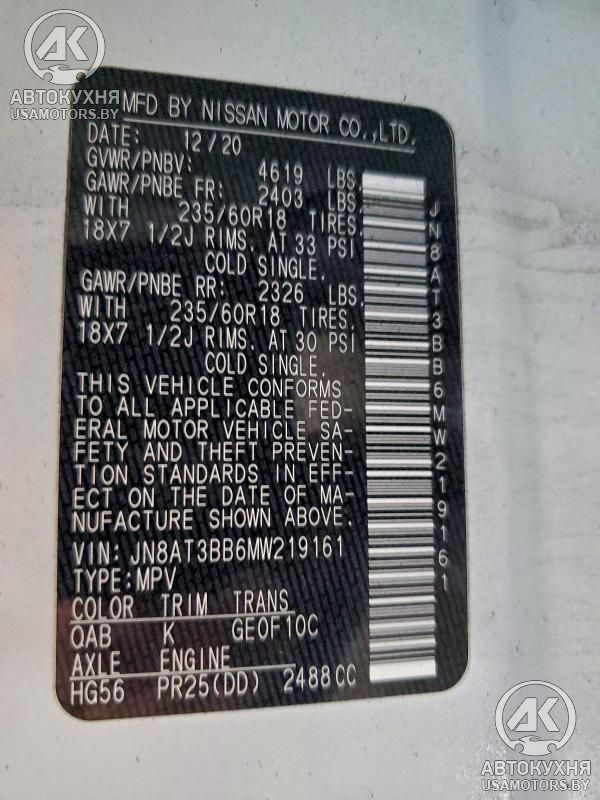 АК
АВТОКУХНЯ
USAMOTORS.BY
MFD BY NISSAN MOTOR CO.,LTD.
DATE: 12/20
GVWR/PNBV: 4619 LBS.
GAWR/PNBE FR: 2403 LBS.
WITH 235/60R18 TIRES.
18X7 1/2J RIMS. AT 33 PSI
COLD SINGLE.
GAWR/PNBE RR: 2326 LBS.
WITH 235/60R18 TIRES.
18X7 1/2J RIMS. AT 30 PSI
COLD SINGLE.
THIS VEHICLE CONFORMS
TO ALL APPLICABLE FED-
ERAL MOTOR VEHICLE SA-
FETY AND THEFT PREVEN-
TION STANDARDS IN EFF-
ECT ON THE DATE OF MA-
NUFACTURE SHOWN ABOVE.
VIN: JN8AT3BB6MW219161
TYPE:MPV
COLOR TRIM TRANS
QAB K GE0F10C
AXLE ENGINE
HG56 PR25(DD) 2488CC
JN8AT3BB6MW219161
АК
АВТОКУХНЯ
USAMOTORS.BY